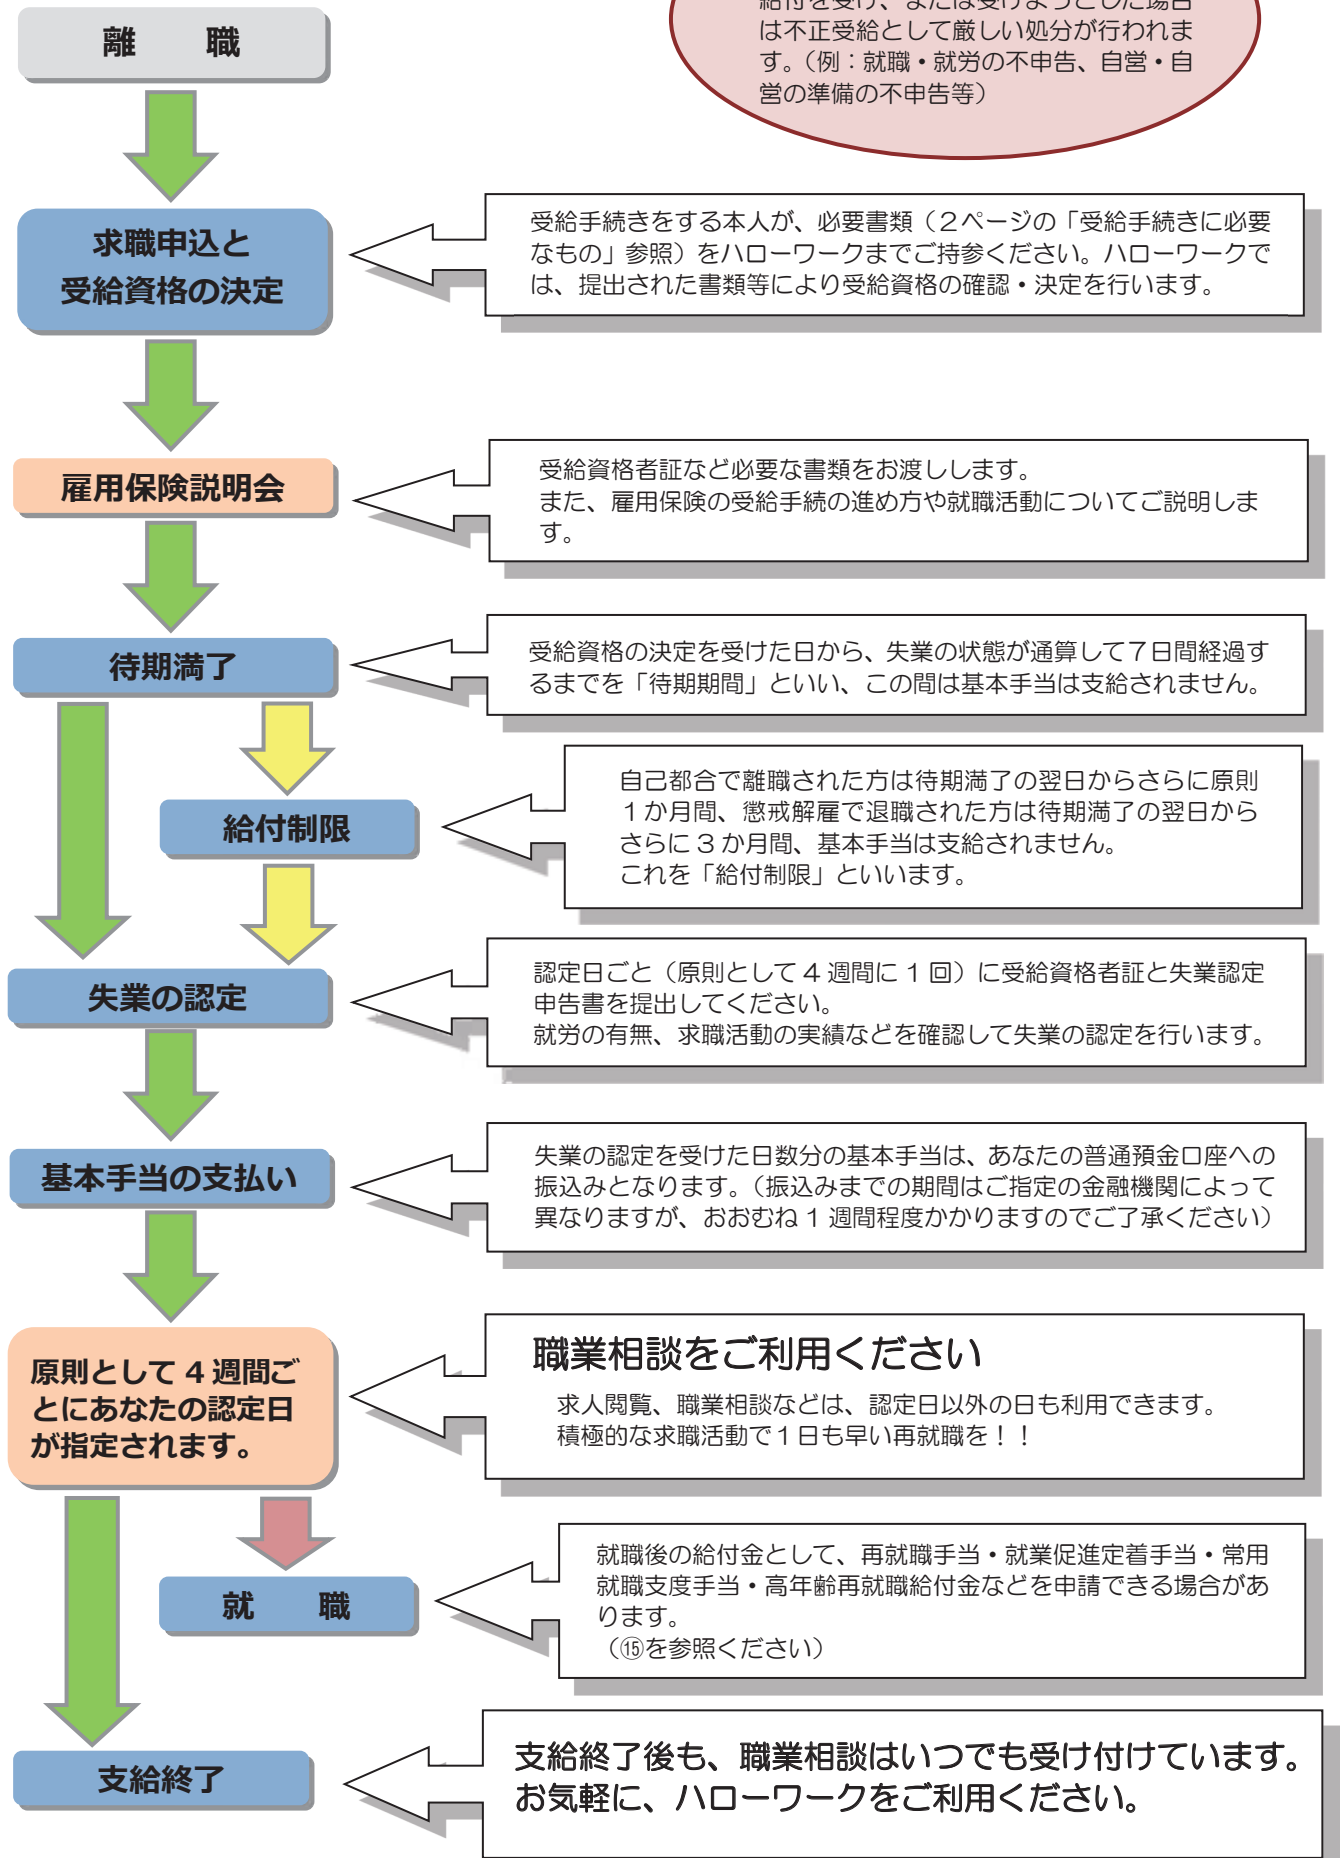 給付を受け、または受けようとした場合
は不正受給として厳しい処分が行われま
す。（例：就職・就労の不申告、自営・自
営の準備の不申告等）
離　職
求職申込と
受給資格の決定
受給手続きをする本人が、必要書類（２ページの「受給手続きに必要
なもの」参照）をハローワークまでご持参ください。ハローワークで
は、提出された書類等により受給資格の確認・決定を行います。
雇用保険説明会
受給資格者証など必要な書類をお渡しします。
また、雇用保険の受給手続の進め方や就職活動についてご説明しま
す。
待期満了
受給資格の決定を受けた日から、失業の状態が通算して７日間経過す
るまでを「待期期間」といい、この間は基本手当は支給されません。
給付制限
自己都合で離職された方は待期満了の翌日からさらに原則
１か月間、懲戒解雇で退職された方は待期満了の翌日から
さらに３か月間、基本手当は支給されません。
これを「給付制限」といいます。
失業の認定
認定日ごと（原則として４週間に１回）に受給資格者証と失業認定
申告書を提出してください。
就労の有無、求職活動の実績などを確認して失業の認定を行います。
基本手当の支払い
失業の認定を受けた日数分の基本手当は、あなたの普通預金口座への
振込みとなります。（振込みまでの期間はご指定の金融機関によって
異なりますが、おおむね１週間程度かかりますのでご了承ください）
原則として４週間ご
とにあなたの認定日
が指定されます。
職業相談をご利用ください
求人閲覧、職業相談などは、認定日以外の日も利用できます。
積極的な求職活動で１日も早い再就職を！！
就　職
就職後の給付金として、再就職手当・就業促進定着手当・常用
就職支度手当・高年齢再就職給付金などを申請できる場合があ
ります。
（⑮を参照ください）
支給終了
支給終了後も、職業相談はいつでも受け付けています。
お気軽に、ハローワークをご利用ください。